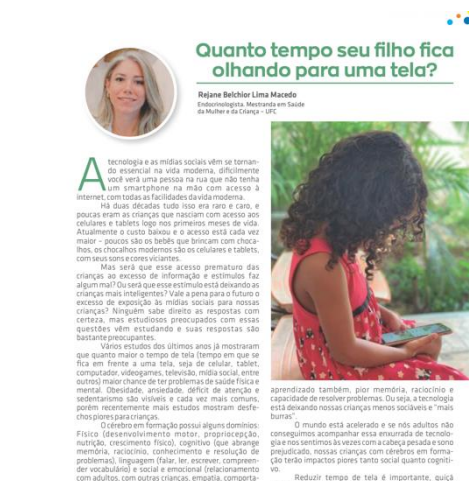 Quanto tempo seu filho fica
olhando para uma tela?
Rejane Belchior Lima Macedo
Endocrinologista. Mestranda em Saúde
da Mulher e da Criança – UFC
A tecnologia e as mídias sociais vêm se tornan-
do essencial na vida moderna, dificilmente
você verá uma pessoa na rua que não tenha
um smartphone na mão com acesso à
internet, com todas as facilidades da vida moderna.
Há duas décadas tudo isso era raro e caro, e
poucas eram as crianças que nasciam com acesso aos
celulares e tablets logo nos primeiros meses de vida.
Atualmente o custo baixou e o acesso está cada vez
maior – poucos são os bebês que brincam com choca-
lhos, os chocalhos modernos são os celulares e tablets,
com seus sons e cores viciantes.
Mas será que esse acesso prematuro das
crianças ao excesso de informação e estímulos faz
algum mal? Ou será que esse estímulo está deixando as
crianças mais inteligentes? Vale a pena para o futuro o
excesso de exposição às mídias sociais para nossas
crianças? Ninguém sabe direito as respostas com
certeza, mas estudiosos preocupados com essas
questões vêm estudando e suas respostas são
bastante preocupantes.
Vários estudos dos últimos anos já mostraram
que quanto maior o tempo de tela (tempo em que se
fica em frente a uma tela, seja de celular, tablet,
computador, videogames, televisão, mídia social, entre
outros) maior chance de ter problemas de saúde física e
mental. Obesidade, ansiedade, déficit de atenção e
sedentarismo são visíveis e cada vez mais comuns,
porém recentemente mais estudos mostram desfe-
chos piores para crianças.
O cérebro em formação possui alguns domínios:
Físico (desenvolvimento motor, propriocepção,
nutrição, crescimento físico), cognitivo (que abrange
memória, raciocínio, conhecimento e resolução de
problemas), linguagem (falar, ler, escrever, compreen-
der vocabulário) e social e emocional (relacionamento
com adultos, com outras crianças, empatia, comporta-
aprendizado também, pior memória, raciocínio e
capacidade de resolver problemas. Ou seja, a tecnologia
está deixando nossas crianças menos sociáveis e "mais
burras".
O mundo está acelerado e se nós adultos não
conseguimos acompanhar essa enxurrada de tecnolo-
gia e nos sentimos às vezes com a cabeça pesada e sono
prejudicado, nossas crianças com cérebros em forma-
ção terão impactos piores tanto social quanto cogniti-
vo.
Reduzir tempo de tela é importante, quiçá